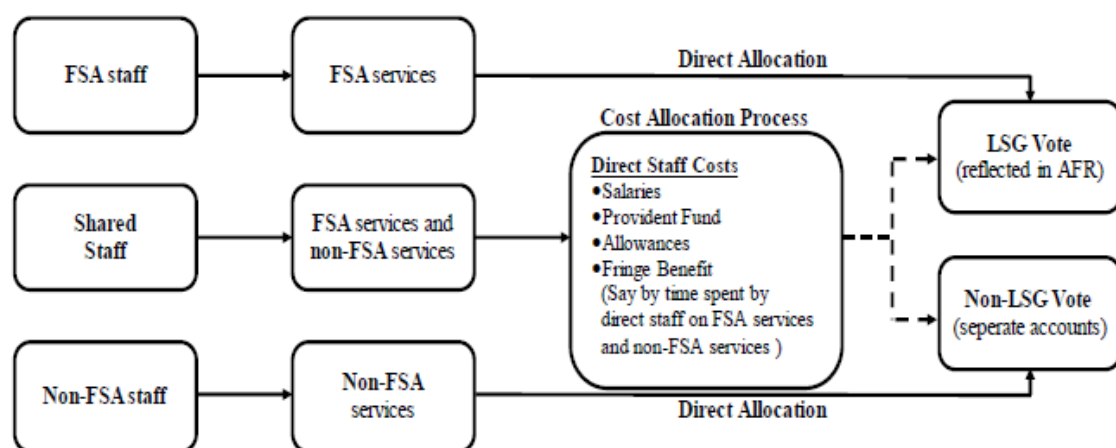 FSA staff
FSA services
Direct Allocation
LSG Vote
(reflected in AFR)
Cost Allocation Process
Direct Staff Costs
•Salaries
•Provident Fund
•Allowances
•Fringe Benefit
(Say by time spent by
direct staff on FSA services
and non-FSA services )
Shared
Staff
FSA services and
non-FSA services
Non-LSG Vote
(seperate accounts)
Non-FSA staff
Non-FSA
services
Direct Allocation